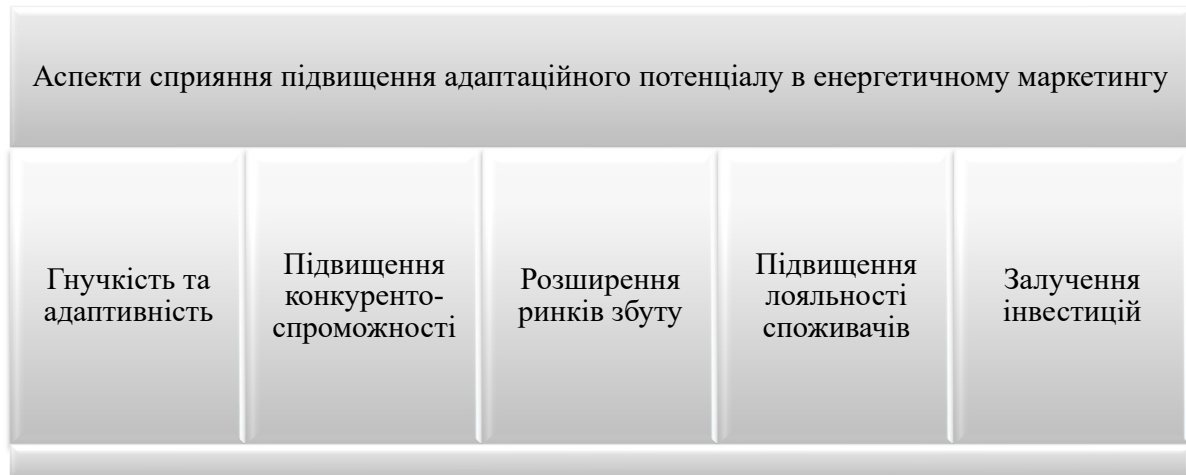 Аспекти сприяння підвищення адаптаційного потенціалу в енергетичному маркетингу
Гнучкість та
адаптивність
Підвищення
конкуренто-
спроможності
Розширення
ринків збуту
Підвищення
лояльності
споживачів
Залучення
інвестицій